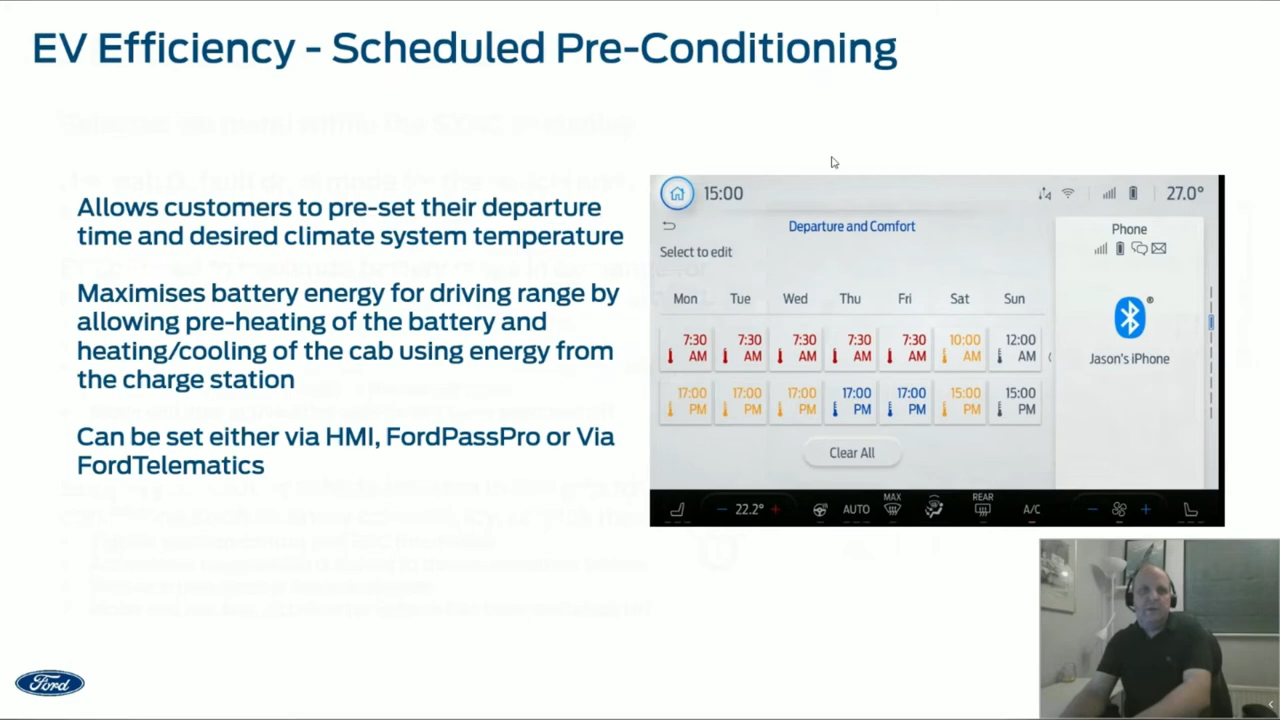 EV Efficiency - Scheduled Pre-Conditioning
Allows customers to pre-set their departure
time and desired climate system temperature
Maximises battery energy for driving range by
allowing pre-heating of the battery and
heating/cooling of the cab using energy from
the charge station
Can be set either via HMI, FordPassPro or Via
FordTelematics
15:00
27.0°
Departure and Comfort
Select to edit
Mon Tue Wed Thu Fri Sat Sun
7:30 AM 7:30 AM 7:30 AM 7:30 AM 7:30 AM 10:00 AM 12:00 AM
17:00 PM 17:00 PM 17:00 PM 17:00 PM 17:00 PM 15:00 PM 15:00 PM
Clear All
Phone
®
Jason's iPhone
− 22.2° + AUTO MAX REAR A/C − +
Ford